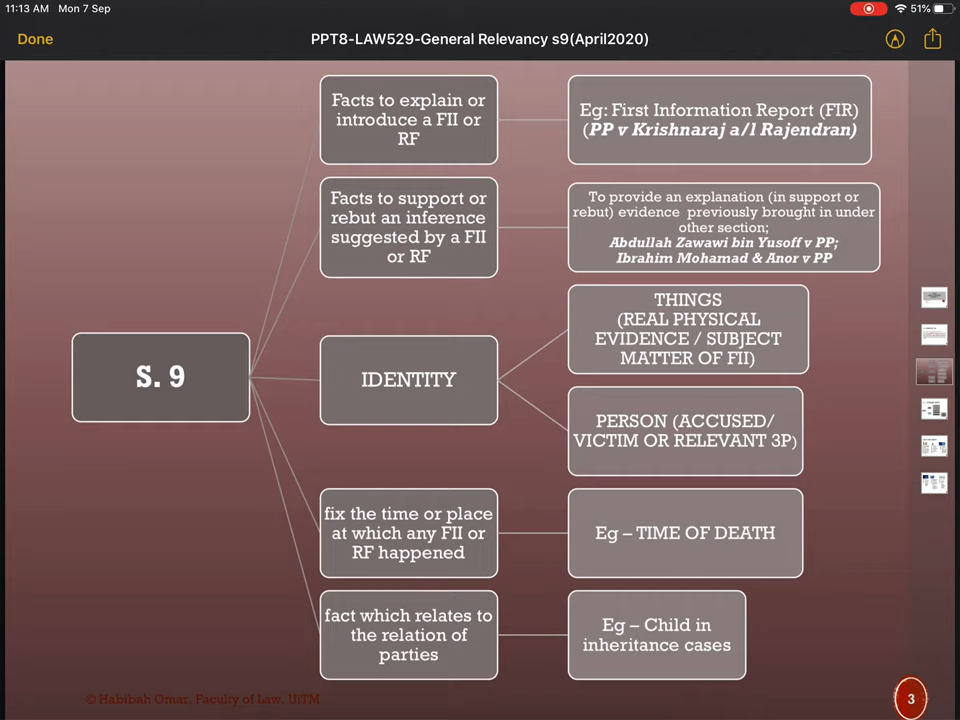 11:13 AM Mon 7 Sep
51%
Done
PPT8-LAW529-General Relevancy s9(April2020)
S. 9
Facts to explain or
introduce a FII or
RF
Eg: First Information Report (FIR)
(PP v Krishnaraj a/l Rajendran)
Facts to support or
rebut an inference
suggested by a FII
or RF
To provide an explanation (in support or
rebut) evidence previously brought in under
other section;
Abdullah Zawawi bin Yusoff v PP;
Ibrahim Mohamad & Anor v PP
IDENTITY
THINGS
(REAL PHYSICAL
EVIDENCE / SUBJECT
MATTER OF FII)
PERSON (ACCUSED/
VICTIM OR RELEVANT 3P)
fix the time or place
at which any FII or
RF happened
Eg – TIME OF DEATH
fact which relates to
the relation of
parties
Eg – Child in
inheritance cases
© Habibah Omar, Faculty of Law, UiTM
3